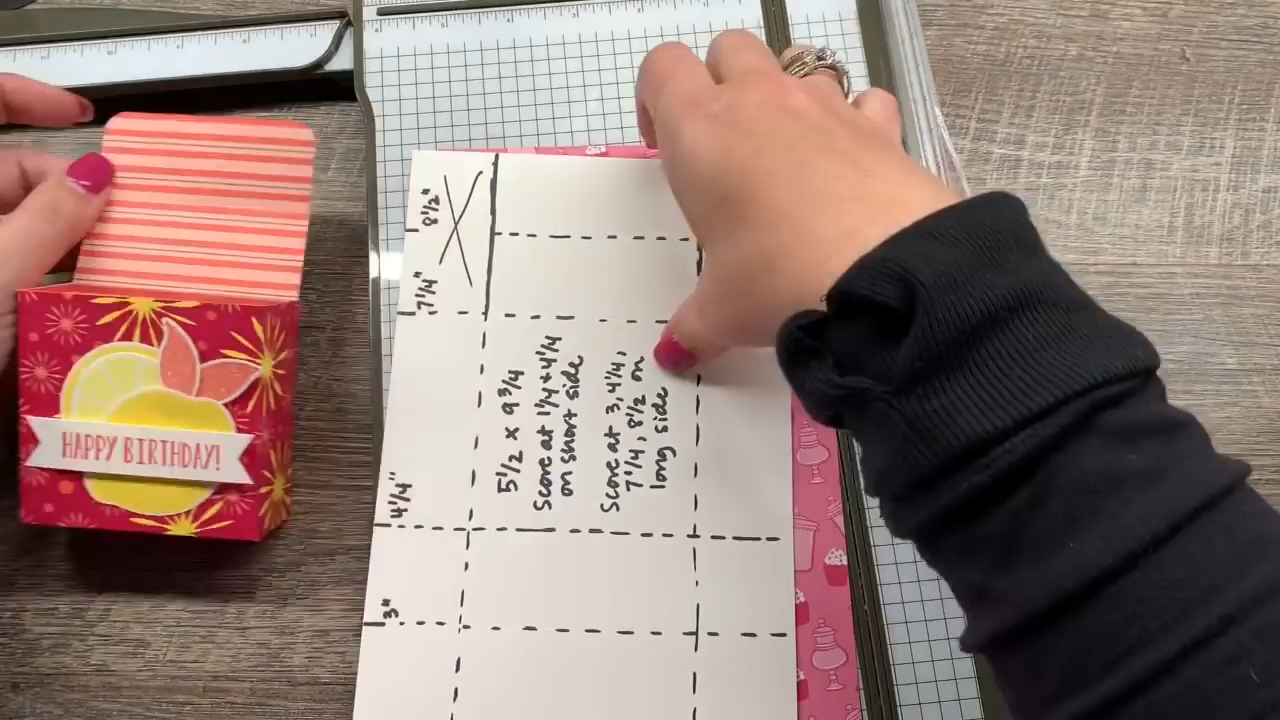 HAPPY BIRTHDAY!
8½"
7¼"
4¼"
3"
5½ x 9¾
Score at 1¼ + 4¼
on short side
Score at 3, 4¼,
7¼, 8½ on
long side